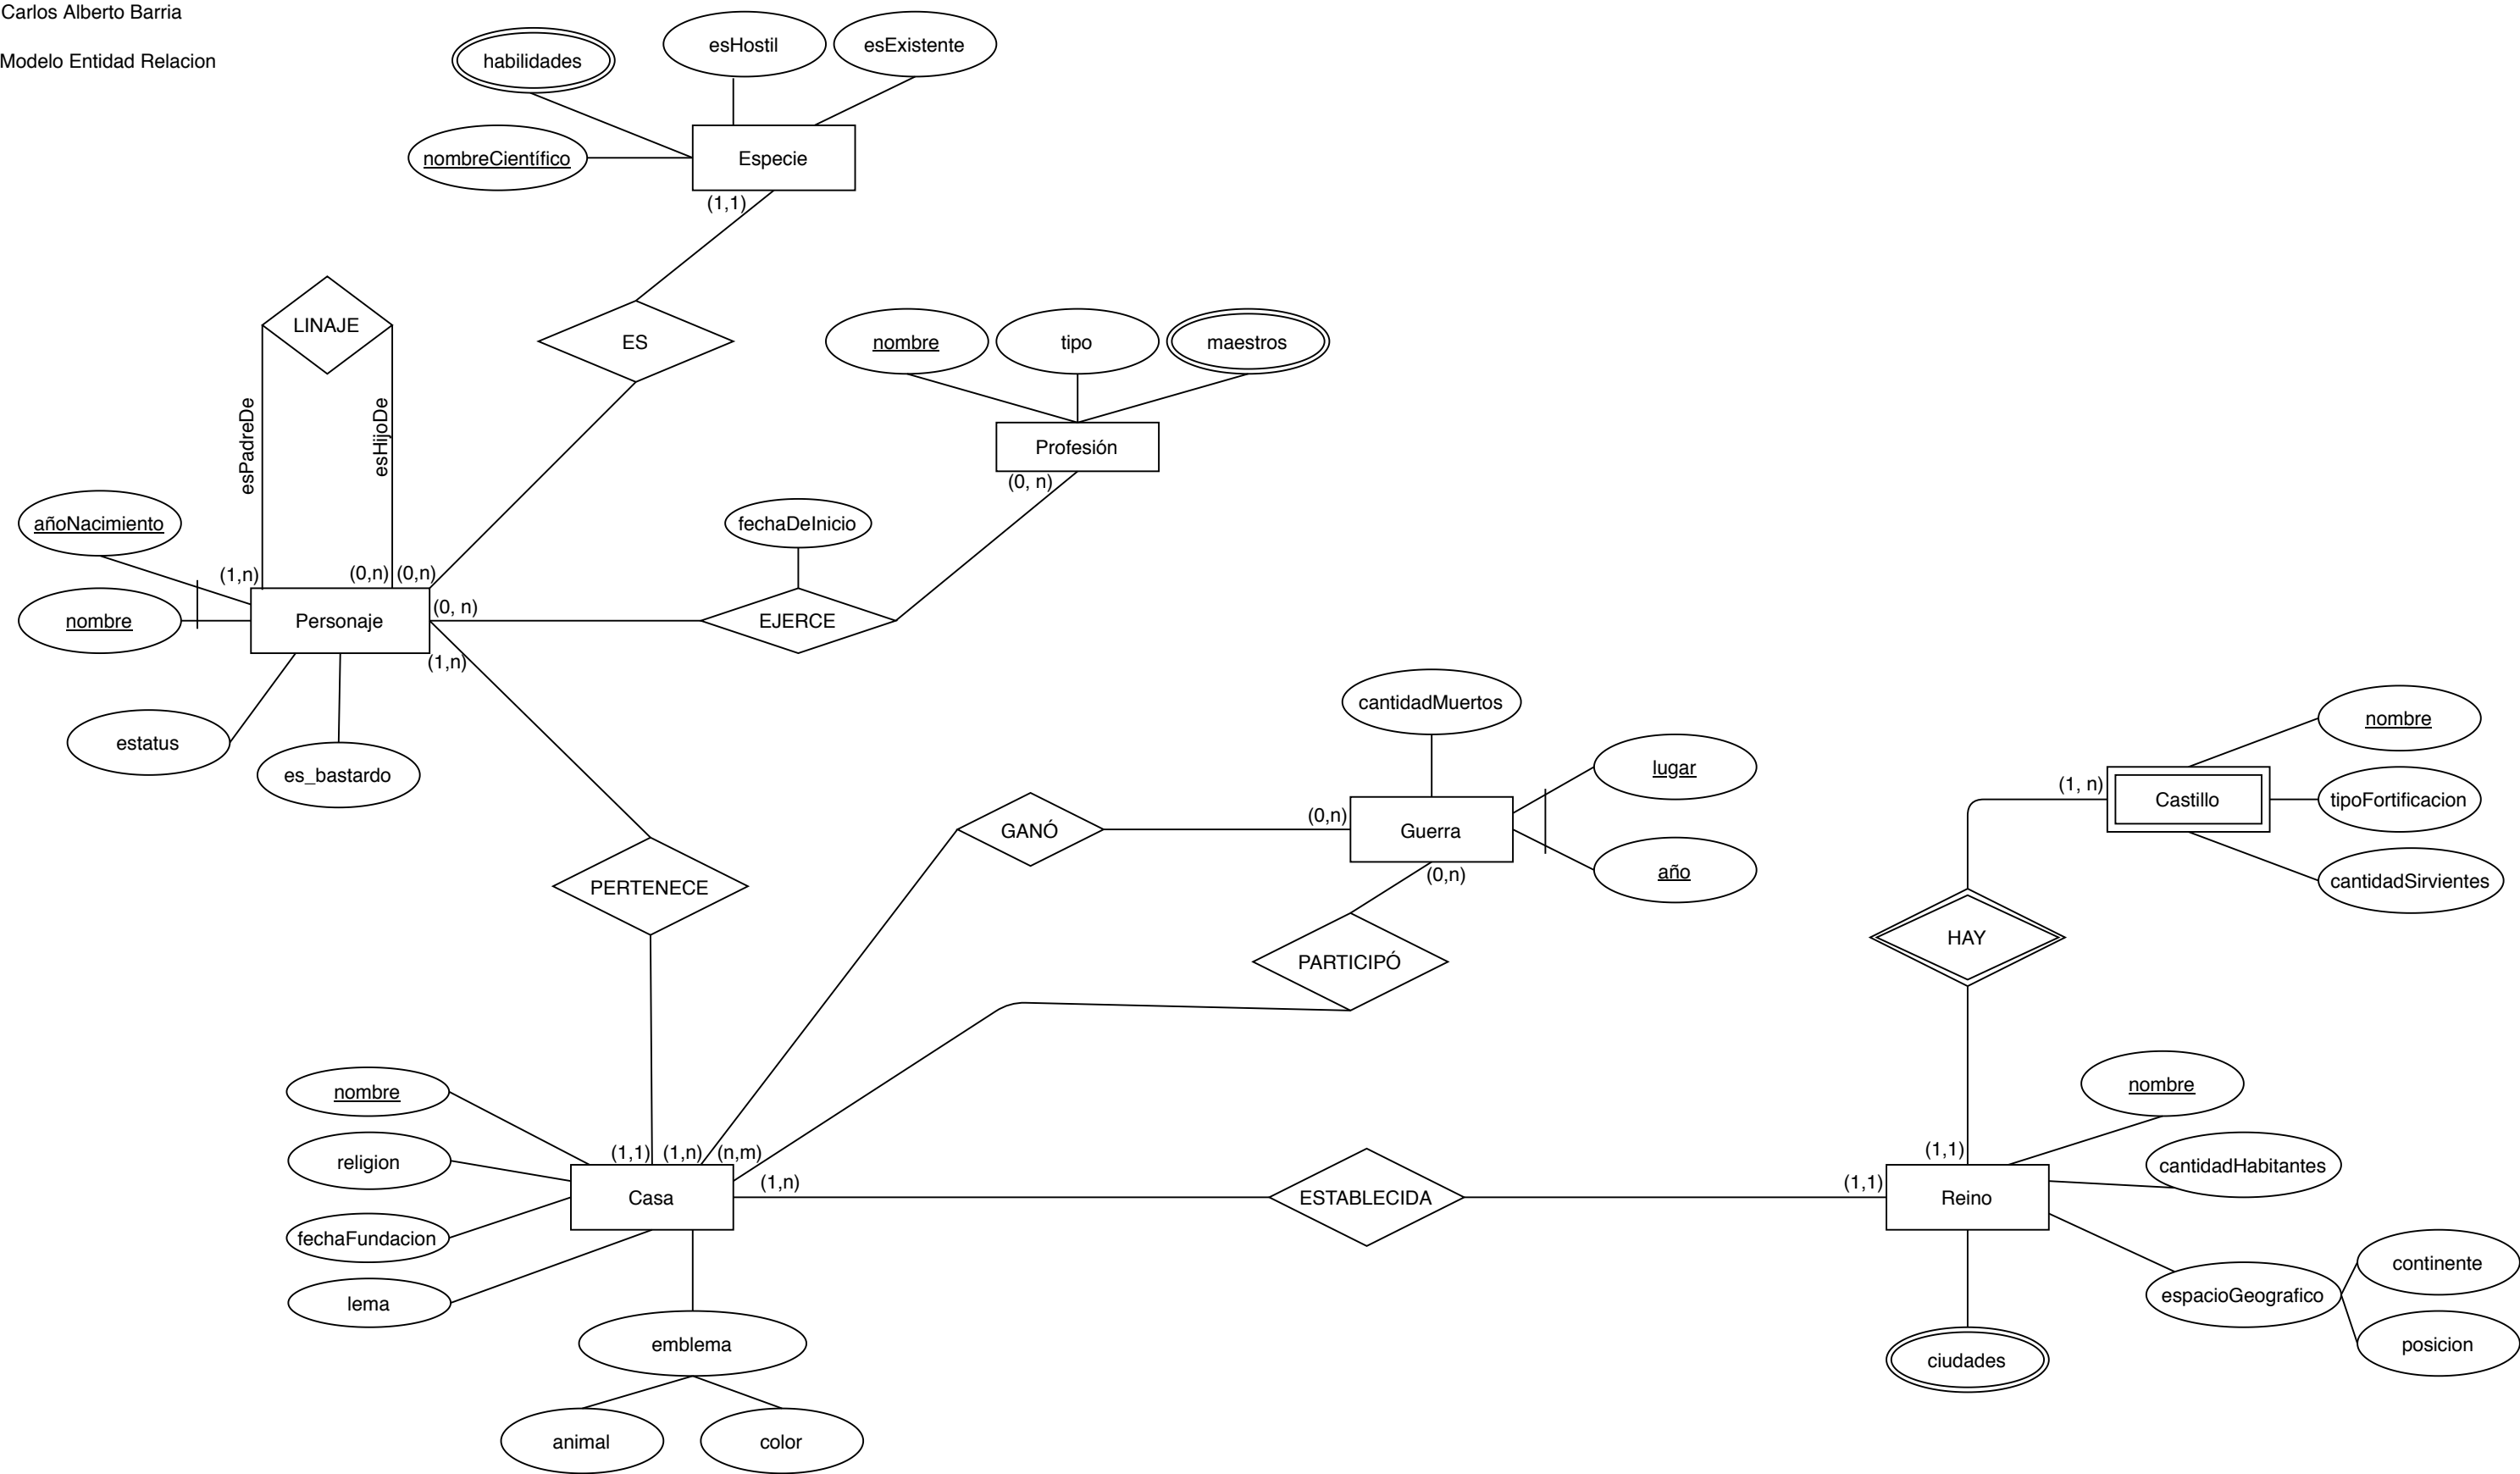 Carlos Alberto Barria
Modelo Entidad Relacion
habilidades
esHostil
esExistente
nombreCientífico
Especie
(1,1)
LINAJE
ES
nombre
tipo
maestros
esPadreDe
esHijoDe
Profesión
(0, n)
añoNacimiento
fechaDeInicio
(1,n)
(0,n)
(0,n)
nombre
Personaje
(0, n)
EJERCE
(1,n)
estatus
es_bastardo
cantidadMuertos
lugar
nombre
(1, n)
Castillo
tipoFortificacion
GANÓ
(0,n)
Guerra
(0,n)
año
cantidadSirvientes
PERTENECE
PARTICIPÓ
HAY
nombre
religion
fechaFundacion
lema
(1,1)
(1,n)
(n,m)
Casa
(1,n)
ESTABLECIDA
(1,1)
(1,1)
Reino
nombre
cantidadHabitantes
espacioGeografico
continente
posicion
ciudades
emblema
animal
color